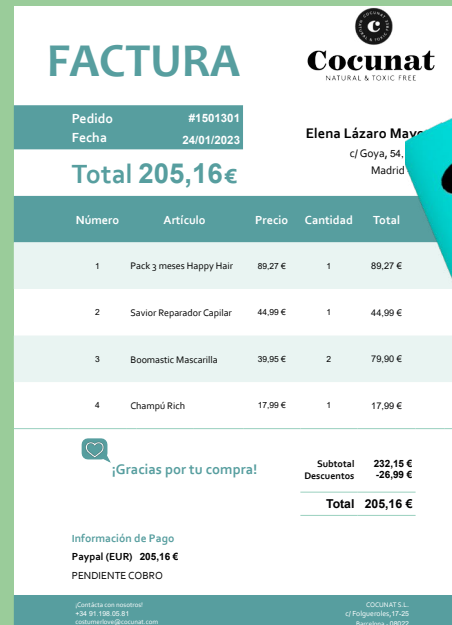 FACTURA
Cocunat
NATURAL & TOXIC FREE
Pedido #1501301
Fecha 24/01/2023
Total 205,16€
Elena Lázaro
c/ Goya, 54,
Madrid
Número Artículo Precio Cantidad Total
1 Pack 3 meses Happy Hair 89,27 € 1 89,27 €
2 Savior Reparador Capilar 44,99 € 1 44,99 €
3 Boomastic Mascarilla 39,95 € 2 79,90 €
4 Champú Rich 17,99 € 1 17,99 €
¡Gracias por tu compra!
Subtotal 232,15 €
Descuentos -26,99 €
Total 205,16 €
Información de Pago
Paypal (EUR) 205,16 €
PENDIENTE COBRO
¡Contácta con nosotros!
+34 91.198.05.81
costumerlove@cocunat.com
COCUNAT S.L.
c/ Folgueroles,17-25
Barcelona - 08022